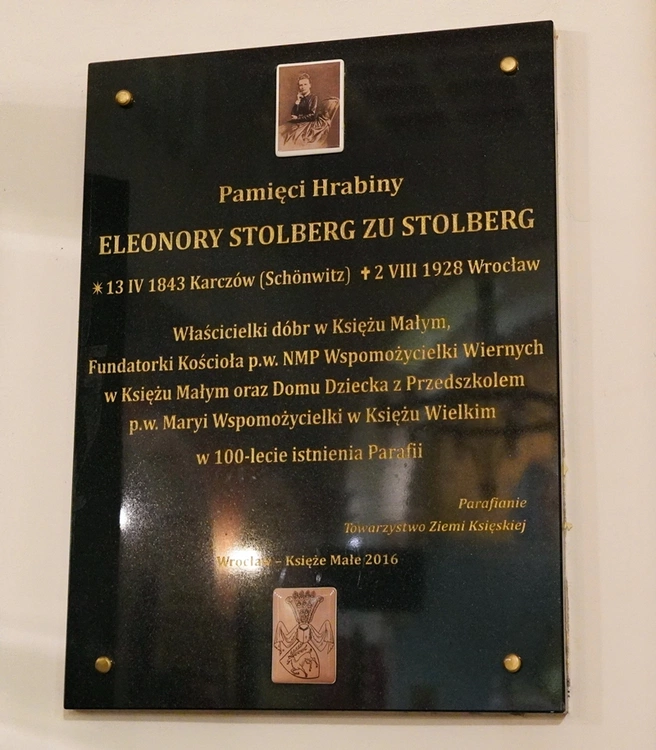 Pamięci Hrabiny
ELEONORY STOLBERG ZU STOLBERG
✳13 IV 1843 Karczów (Schönwitz) ✝2 VIII 1928 Wrocław
Właścicielki dóbr w Księżu Małym,
Fundatorki Kościoła p.w. NMP Wspomożycielki Wiernych
w Księżu Małym oraz Domu Dziecka z Przedszkolem
p.w. Maryi Wspomożycielki w Księżu Wielkim
w 100-lecie istnienia Parafii
Parafianie
Towarzystwo Ziemi Księskiej
Wrocław – Księże Małe 2016